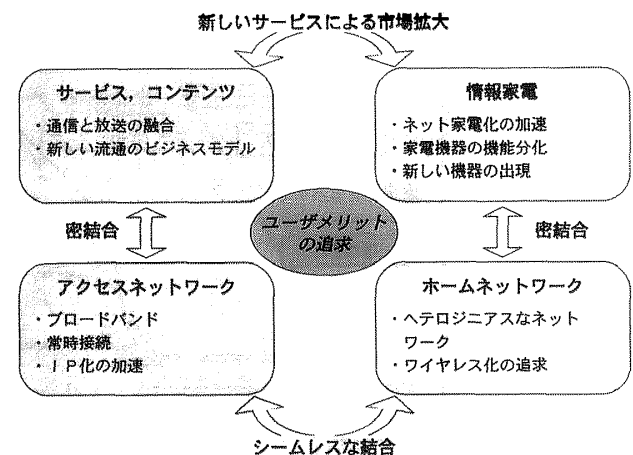 新しいサービスによる市場拡大
サービス，コンテンツ
・通信と放送の融合
・新しい流通のビジネスモデル
情報家電
・ネット家電化の加速
・家電機器の機能分化
・新しい機器の出現
密結合
ユーザメリット
の追求
密結合
アクセスネットワーク
・ブロードバンド
・常時接続
・ＩＰ化の加速
ホームネットワーク
・ヘテロジニアスなネット
ワーク
・ワイヤレス化の追求
シームレスな結合